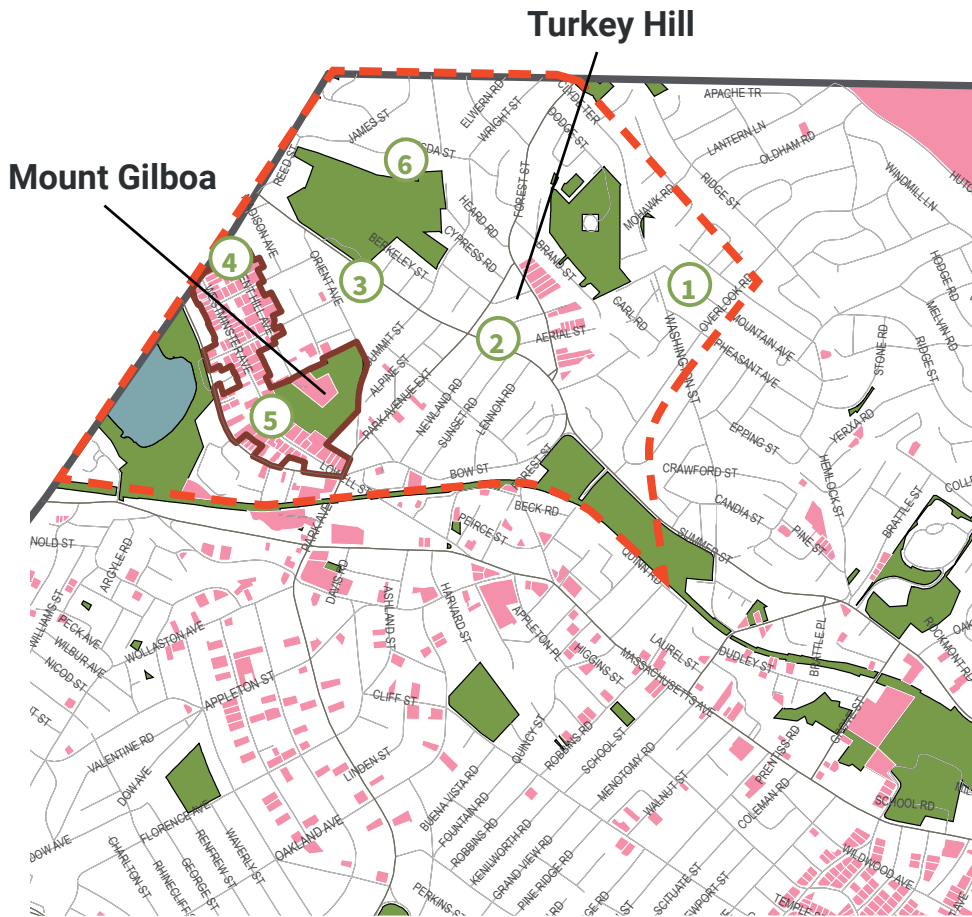 Turkey Hill
Mount Gilboa
APACHE TR
ELWERN RD
WRIGHT ST
CLYDE TER
DODGE ST
JAMES ST
LANTERN LN
OLDHAM RD
WINDMILL LN
6
REED ST
FOREST ST
RIDGE ST
MOHAWK RD
HEARD RD
CYPRESS RD
BERKELEY ST
BRAND ST
ORIENT AVE
4
3
1
HODGE RD
MELVIN RD
OVERLOOK RD
CARL RD
WASHINGTON ST
MOUNTAIN AVE
PHEASANT AVE
WESTMINSTER AVE
2
AERIAL ST
STONE RD
RIDGE ST
SUMMIT ST
ALPINE ST
PARK AVENUE EXT
NEWLAND RD
SUNSET RD
LENNON RD
5
EPPING ST
YERXA RD
BOW ST
CRAWFORD ST
HEMLOCK ST
BRATTLE ST
CANDIA ST
BECK RD
PARK AVE
PEIRCE ST
PINE ST
SUMMER ST
QUINN RD
ARGYLE RD
DAVIS RD
ASHLAND ST
HARVARD ST
APPLETON PL
WILLIAMS ST
PECK AVE
WILBUR AVE
NICOD ST
WOLLASTON AVE
HIGGINS ST
LAUREL ST
MASSACHUSETTS AVE
DUDLEY ST
BRATTLE PL
ROCKMONT RD
APPLETON ST
CLIFF ST
GROVE ST
VALENTINE RD
DOW AVE
LINDEN ST
QUINCY ST
ROBBINS RD
SCHOOL ST
MENOTOMY RD
WALNUT ST
PRENTISS RD
COLEMAN RD
SCHOOL RD
FLORENCE AVE
OAKLAND AVE
BUENA VISTA RD
FOUNTAIN RD
ROBBINS RD
KENILWORTH RD
GRAND VIEW RD
PINE RIDGE RD
CHARLTON ST
GEORGE ST
RENFREW ST
WAVERLY ST
WILDWOOD AVE